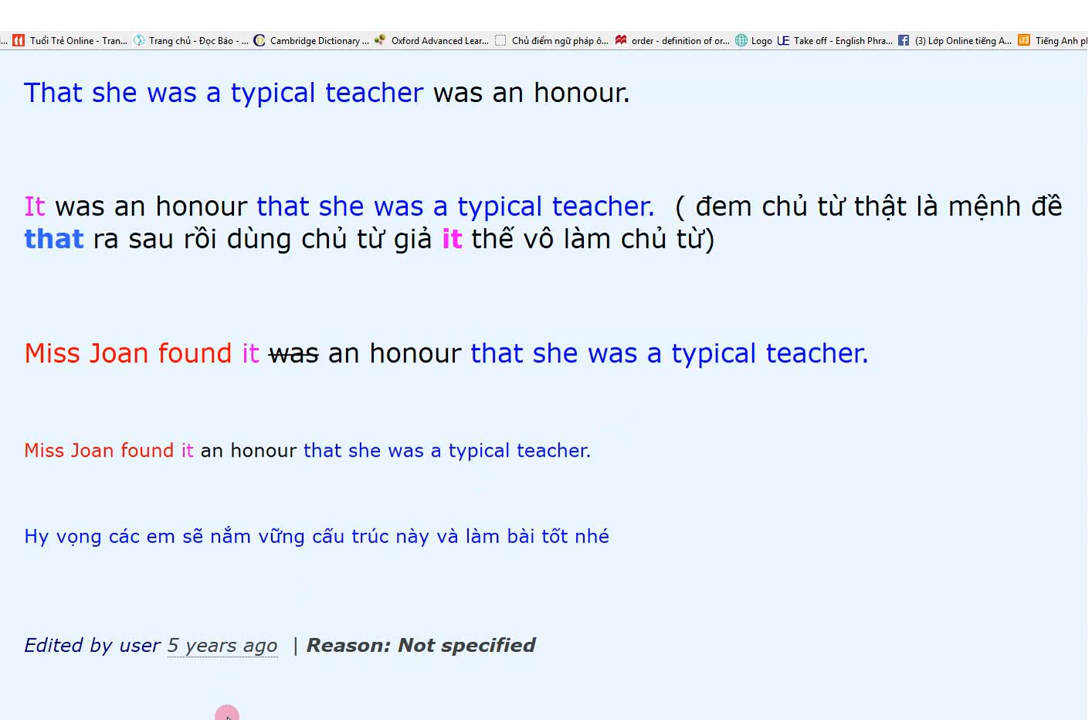 Tuổi Trẻ Online - Tran... Trang chủ - Đọc Báo - ... Cambridge Dictionary ... Oxford Advanced Lear... Chủ điểm ngữ pháp ô... order - definition of or... Logo Take off - English Phra... (3) Lớp Online tiếng A... Tiếng Anh ph
That she was a typical teacher was an honour.
It was an honour that she was a typical teacher. ( đem chủ từ thật là mệnh đề
that ra sau rồi dùng chủ từ giả it thế vô làm chủ từ)
Miss Joan found it was an honour that she was a typical teacher.
Miss Joan found it an honour that she was a typical teacher.
Hy vọng các em sẽ nắm vững cấu trúc này và làm bài tốt nhé
Edited by user 5 years ago | Reason: Not specified